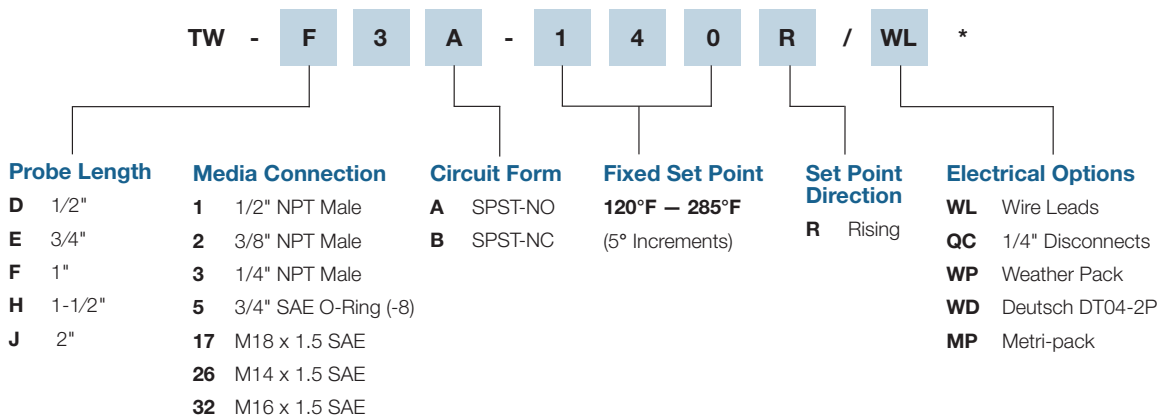 TW - F 3 A - 1 4 0 R / WL *
Probe Length
D 1/2"
E 3/4"
F 1"
H 1-1/2"
J 2"
Media Connection
1 1/2" NPT Male
2 3/8" NPT Male
3 1/4" NPT Male
5 3/4" SAE O-Ring (-8)
17 M18 x 1.5 SAE
26 M14 x 1.5 SAE
32 M16 x 1.5 SAE
Circuit Form
A SPST-NO
B SPST-NC
Fixed Set Point
120°F — 285°F
(5° Increments)
Set Point
Direction
R Rising
Electrical Options
WL Wire Leads
QC 1/4" Disconnects
WP Weather Pack
WD Deutsch DT04-2P
MP Metri-pack